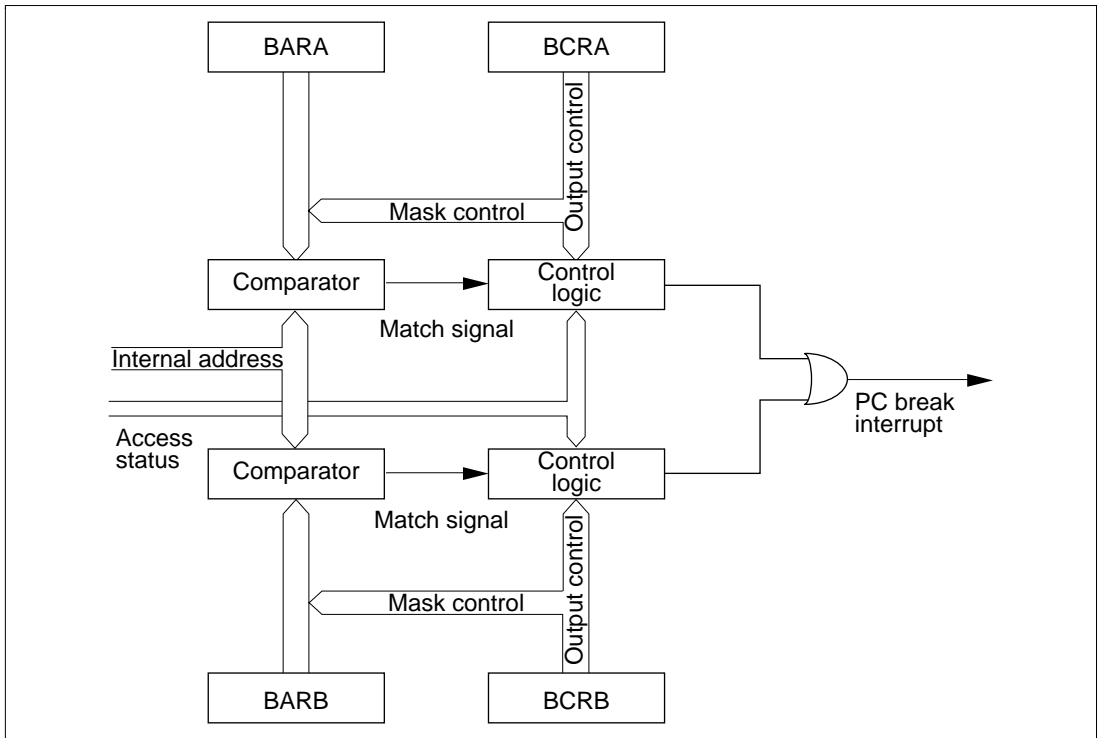 BARA
BCRA
Output control
Mask control
Comparator
Control
logic
Match signal
Internal address
Access
status
PC break
interrupt
Comparator
Control
logic
Match signal
Output control
Mask control
BARB
BCRB